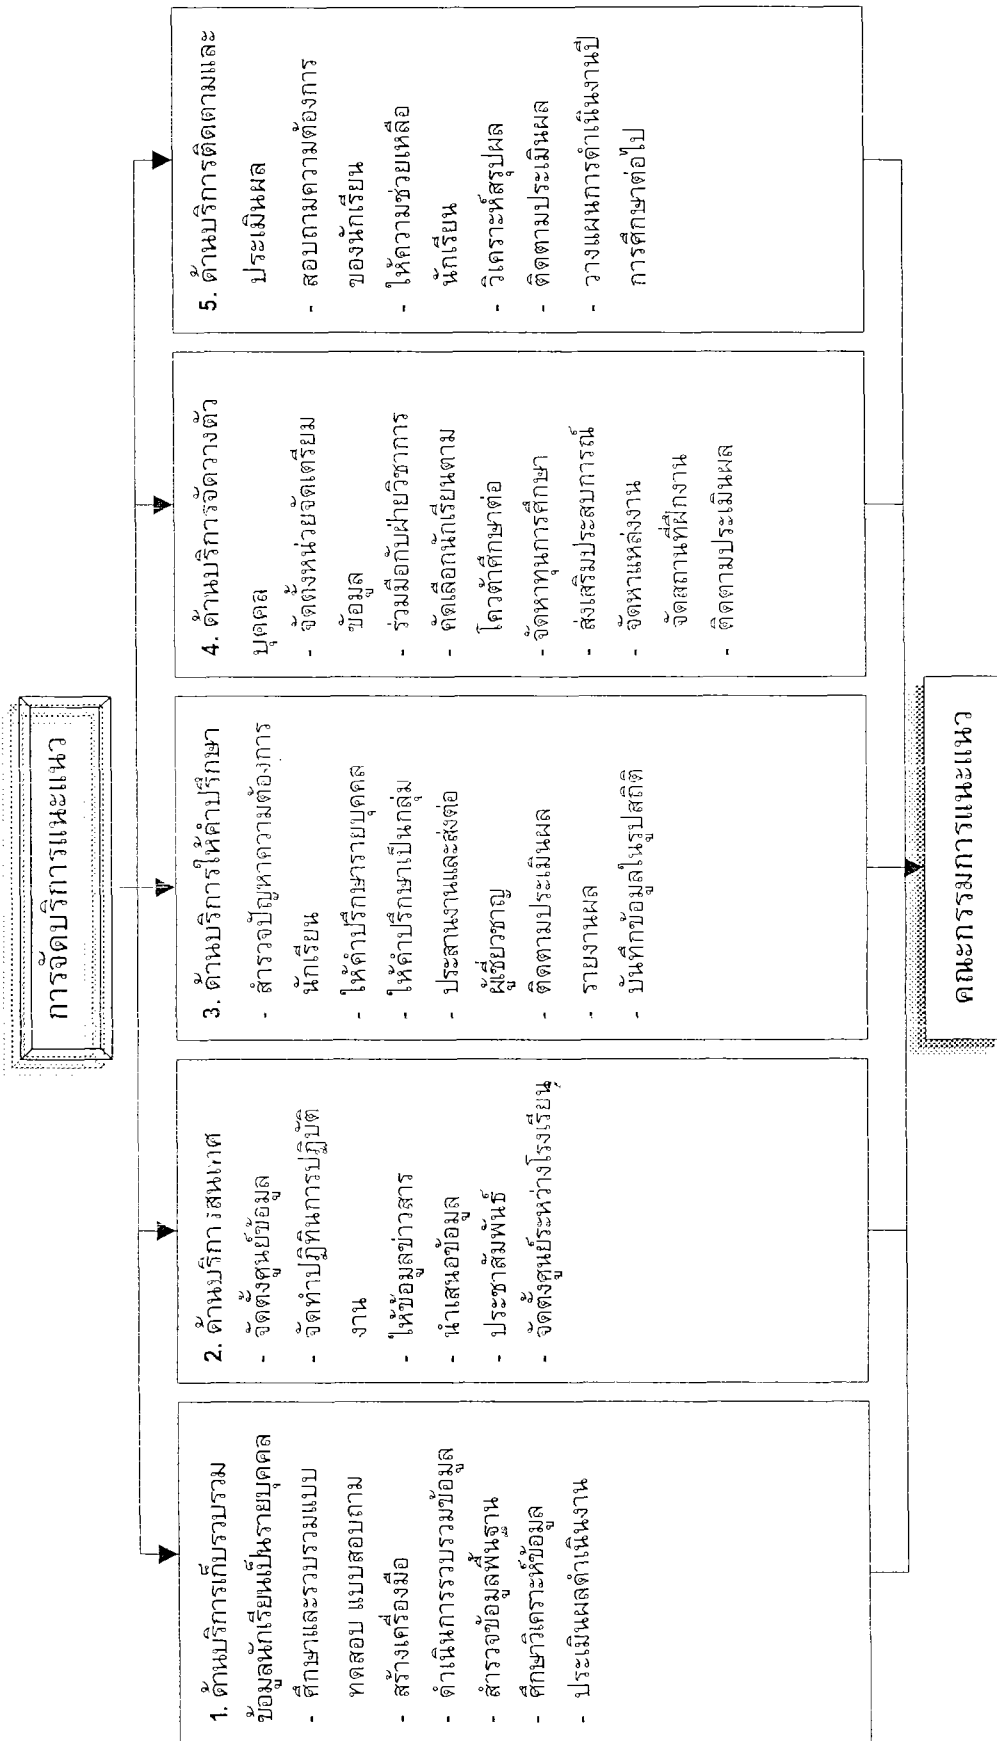 การจัดบริการแนะแนว
1. ด้านบริการเก็บรวบรวม
ข้อมูลนักเรียนเป็นรายบุคคล
- ศึกษาและรวบรวมแบบ
ทดสอบ แบบสอบถาม
- สร้างเครื่องมือ
- ดำเนินการรวบรวมข้อมูล
- สำรวจข้อมูลพื้นฐาน
- ศึกษาวิเคราะห์ข้อมูล
- ประเมินผลดำเนินงาน
2. ด้านบริการสนเทศ
- จัดตั้งศูนย์ข้อมูล
- จัดทำปฏิทินการปฏิบัติ
งาน
- ให้ข้อมูลข่าวสาร
- นำเสนอข้อมูล
- ประชาสัมพันธ์
- จัดตั้งศูนย์ระหว่างโรงเรียน
3. ด้านบริการให้คำปรึกษา
- สำรวจปัญหาความต้องการ
นักเรียน
- ให้คำปรึกษารายบุคคล
- ให้คำปรึกษาเป็นกลุ่ม
- ประสานงานและส่งต่อ
ผู้เชี่ยวชาญ
- ติดตามประเมินผล
- รายงานผล
- บันทึกข้อมูลในรูปสถิติ
4. ด้านบริการจัดวางตัว
บุคคล
- จัดตั้งหน่วยจัดเตรียม
ข้อมูล
- ร่วมมือกับฝ่ายวิชาการ
- คัดเลือกนักเรียนตาม
โควต้าศึกษาต่อ
- จัดหาทุนการศึกษา
- ส่งเสริมประสบการณ์
- จัดหาแหล่งงาน
จัดสถานที่ฝึกงาน
- ติดตามประเมินผล
5. ด้านบริการติดตามและ
ประเมินผล
- สอบถามความต้องการ
ของนักเรียน
- ให้ความช่วยเหลือ
นักเรียน
- วิเคราะห์สรุปผล
- ติดตามประเมินผล
- วางแผนการดำเนินงานปี
การศึกษาต่อไป
คณะกรรมการแนะแนว